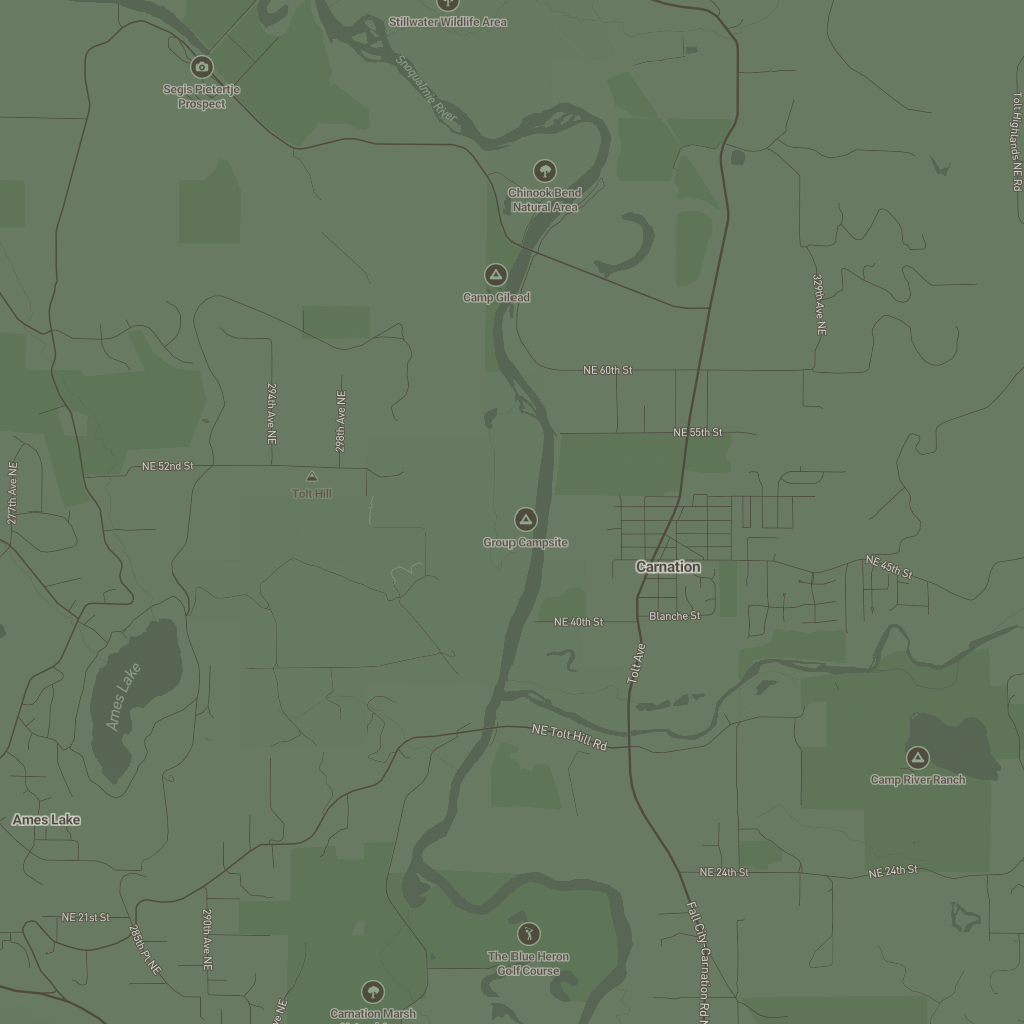 Stillwater Wildlife Area
Snoqualmie River
Segis Pietertje
Prospect
Tolt Highlands NE Rd
Chinook Bend
Natural Area
Camp Gilead
329th Ave NE
NE 60th St
294th Ave NE
298th Ave NE
NE 55th St
NE 52nd St
277th Ave NE
Tolt Hill
Group Campsite
Carnation
NE 45th St
Blanche St
NE 40th St
Tolt Ave
Ames Lake
NE Tolt Hill Rd
Camp River Ranch
Ames Lake
NE 24th St
NE 24th St
NE 21st St
285th Pl NE
290th Ave NE
Fall City-Carnation Rd N
The Blue Heron
Golf Course
ve NE
Carnation Marsh